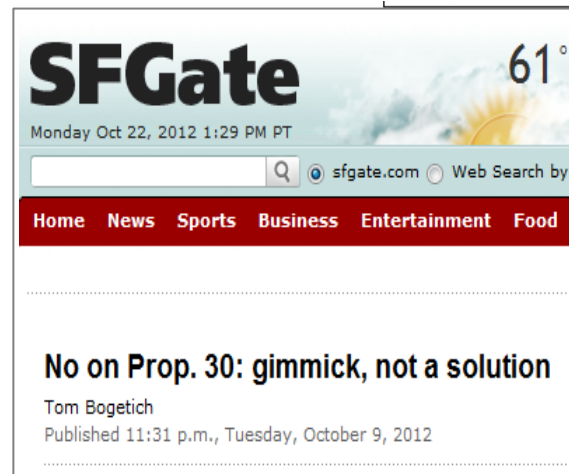 SFGate
61°
Monday Oct 22, 2012 1:29 PM PT
sfgate.com Web Search by
Home News Sports Business Entertainment Food
No on Prop. 30: gimmick, not a solution
Tom Bogetich
Published 11:31 p.m., Tuesday, October 9, 2012